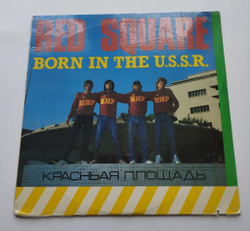 RED SQUARE
BORN IN THE U.S.S.R.
КРАСНЬАЯ ПЛОЩАДЬ